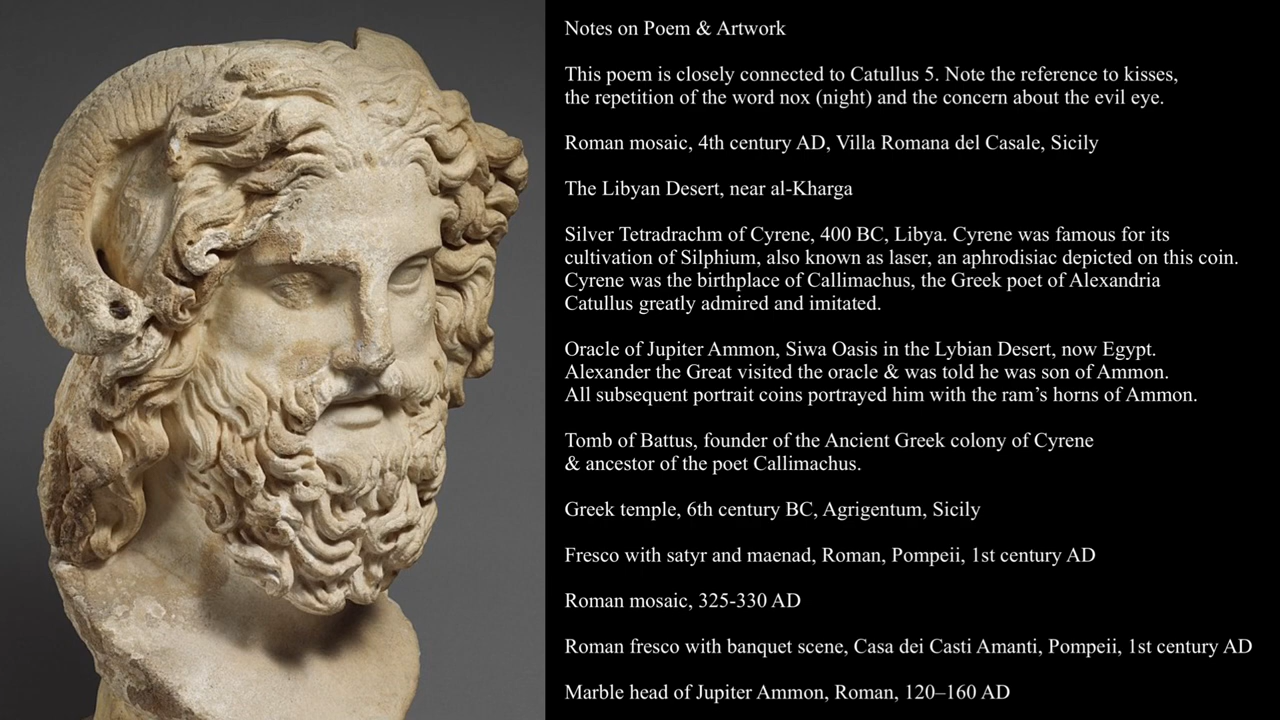 Notes on Poem & Artwork
This poem is closely connected to Catullus 5. Note the reference to kisses,
the repetition of the word nox (night) and the concern about the evil eye.
Roman mosaic, 4th century AD, Villa Romana del Casale, Sicily
The Libyan Desert, near al-Kharga
Silver Tetradrachm of Cyrene, 400 BC, Libya. Cyrene was famous for its
cultivation of Silphium, also known as laser, an aphrodisiac depicted on this coin.
Cyrene was the birthplace of Callimachus, the Greek poet of Alexandria
Catullus greatly admired and imitated.
Oracle of Jupiter Ammon, Siwa Oasis in the Lybian Desert, now Egypt.
Alexander the Great visited the oracle & was told he was son of Ammon.
All subsequent portrait coins portrayed him with the ram’s horns of Ammon.
Tomb of Battus, founder of the Ancient Greek colony of Cyrene
& ancestor of the poet Callimachus.
Greek temple, 6th century BC, Agrigentum, Sicily
Fresco with satyr and maenad, Roman, Pompeii, 1st century AD
Roman mosaic, 325-330 AD
Roman fresco with banquet scene, Casa dei Casti Amanti, Pompeii, 1st century AD
Marble head of Jupiter Ammon, Roman, 120–160 AD